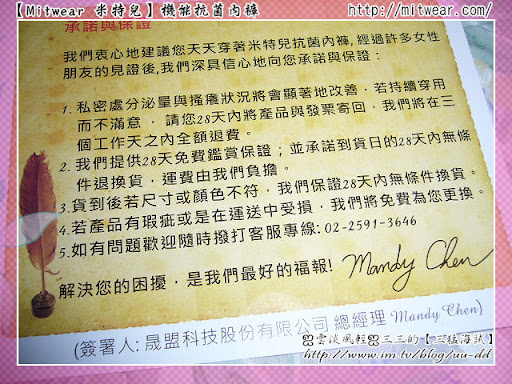 【Mitwear 米特兒】機能抗菌內褲
http://mitwear.com/
承諾與保證
我們衷心地建議您天天穿著米特兒抗菌內褲, 經過許多女性
朋友的見證後,我們深具信心地向您承諾與保證：
1. 私密處分泌量與搔癢狀況將會顯著地改善，若持續穿用
而不滿意， 請您28天內將產品與發票寄回，我們將在三
個工作天之內全額退費。
2. 我們提供28天免費鑑賞保證；並承諾到貨日的28天內無條
件退換貨，運費由我們負擔。
3.貨到後若尺寸或顏色不符，我們保證28天內無條件換貨。
4.若產品有瑕疵或是在運送中受損，我們將免費為您更換。
5.如有問題歡迎隨時撥打客服專線: 02-2591-3646
解決您的困擾，是我們最好的福報!
Mandy Chen
(簽署人: 晟盟科技股份有限公司 總經理 Mandy Chen)
雲淡風輕 三三的【三猛海釱】
http://www.im.tv/blog/uu-dd